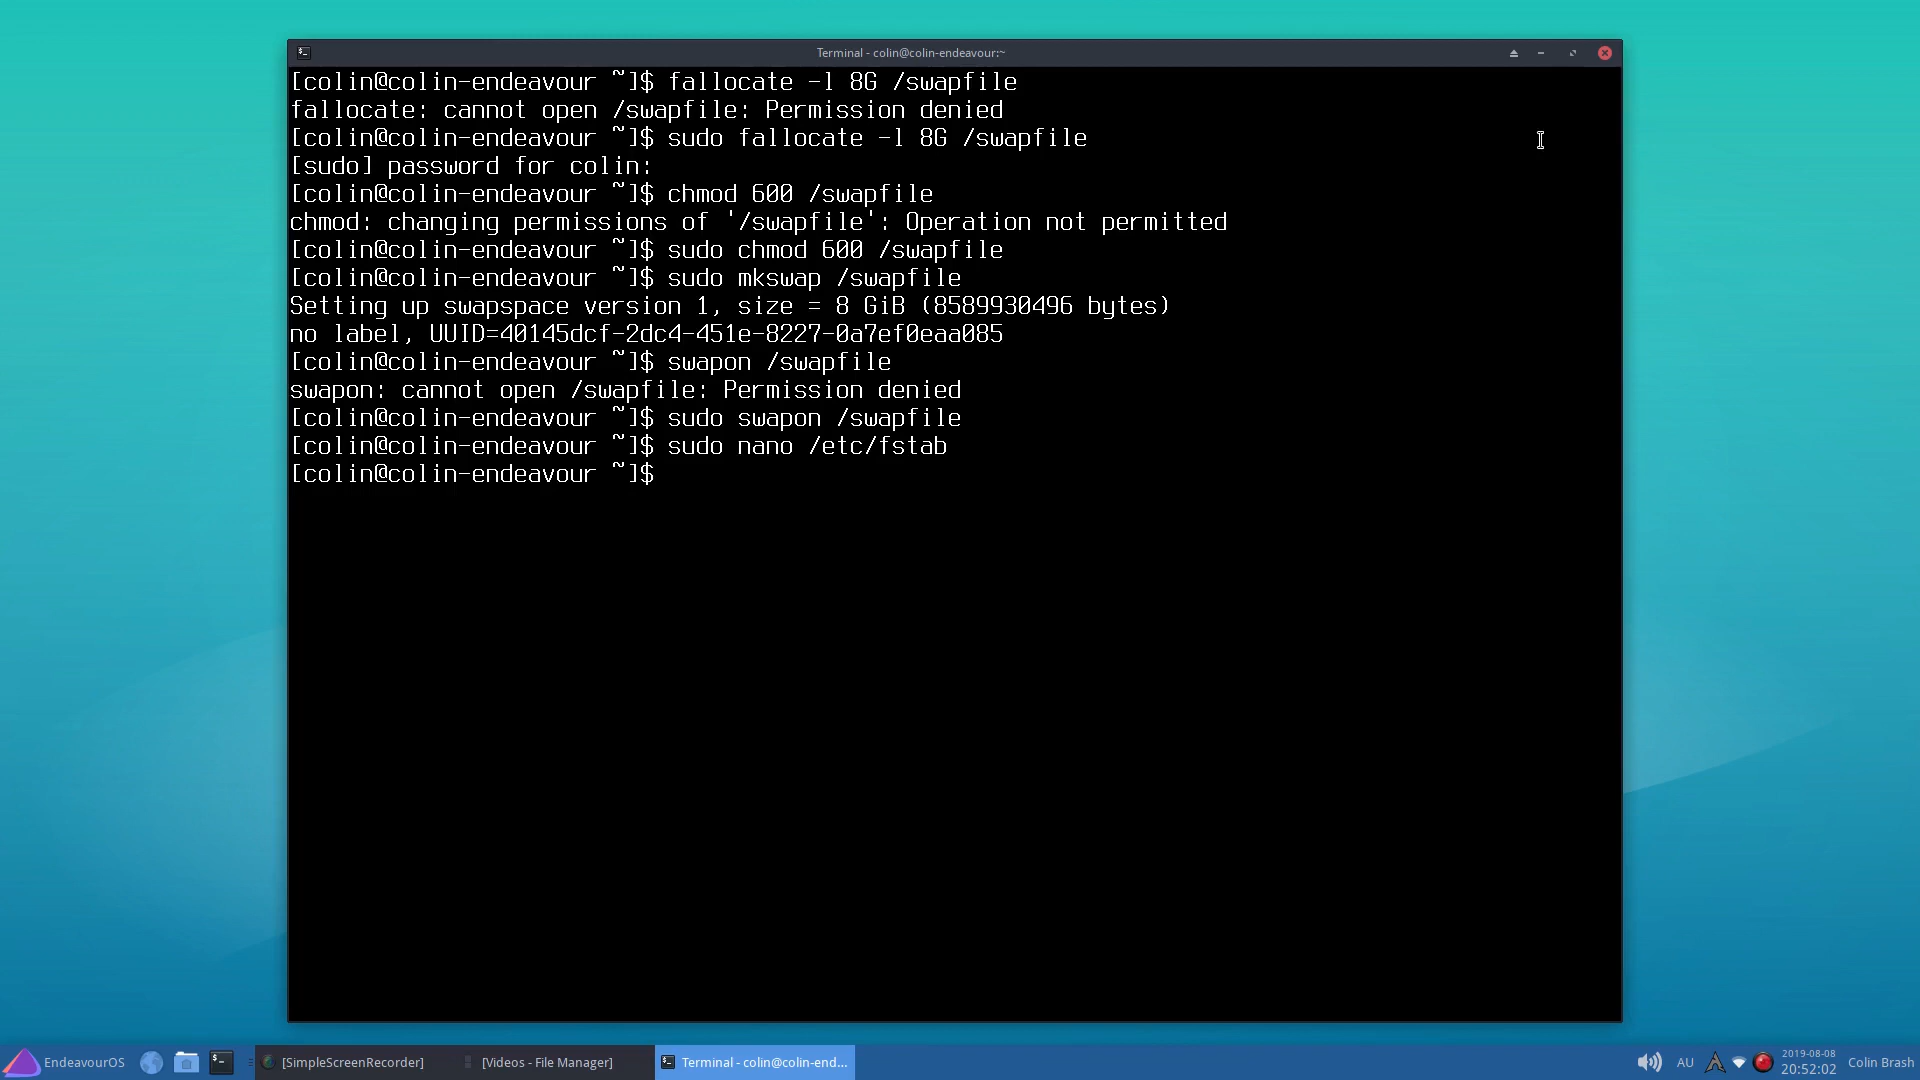 Terminal - colin@colin-endeavour:~
[colin@colin-endeavour ~]$ fallocate -l 8G /swapfile
fallocate: cannot open /swapfile: Permission denied
[colin@colin-endeavour ~]$ sudo fallocate -l 8G /swapfile
[sudo] password for colin:
[colin@colin-endeavour ~]$ chmod 600 /swapfile
chmod: changing permissions of '/swapfile': Operation not permitted
[colin@colin-endeavour ~]$ sudo chmod 600 /swapfile
[colin@colin-endeavour ~]$ sudo mkswap /swapfile
Setting up swapspace version 1, size = 8 GiB (8589930496 bytes)
no label, UUID=40145dcf-2dc4-451e-8227-0a7ef0eaa085
[colin@colin-endeavour ~]$ swapon /swapfile
swapon: cannot open /swapfile: Permission denied
[colin@colin-endeavour ~]$ sudo swapon /swapfile
[colin@colin-endeavour ~]$ sudo nano /etc/fstab
[colin@colin-endeavour ~]$
EndeavourOS
[SimpleScreenRecorder]
[Videos - File Manager]
Terminal - colin@colin-end...
AU
2019-08-08
20:52:02
Colin Brash